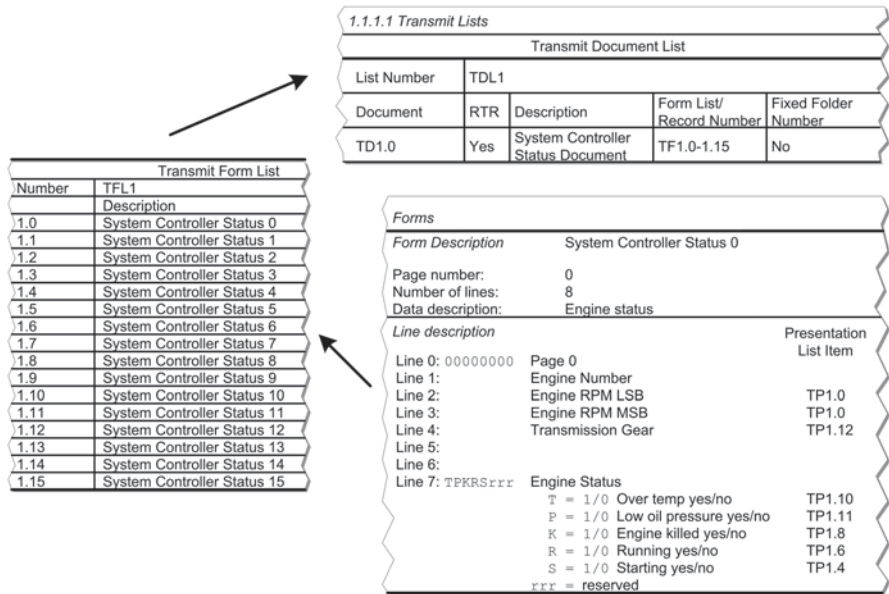 1.1.1.1 Transmit Lists
Transmit Document List
List Number TDL1
Document RTR Description Form List/ Record Number Fixed Folder Number
TD1.0 Yes System Controller Status Document TF1.0-1.15 No
Transmit Form List
Number TFL1
Description
1.0 System Controller Status 0
1.1 System Controller Status 1
1.2 System Controller Status 2
1.3 System Controller Status 3
1.4 System Controller Status 4
1.5 System Controller Status 5
1.6 System Controller Status 6
1.7 System Controller Status 7
1.8 System Controller Status 8
1.9 System Controller Status 9
1.10 System Controller Status 10
1.11 System Controller Status 11
1.12 System Controller Status 12
1.13 System Controller Status 13
1.14 System Controller Status 14
1.15 System Controller Status 15
Forms
Form Description System Controller Status 0
Page number: 0
Number of lines: 8
Data description: Engine status
Line description Presentation List Item
Line 0: 00000000 Page 0
Line 1: Engine Number
Line 2: Engine RPM LSB TP1.0
Line 3: Engine RPM MSB TP1.0
Line 4: Transmission Gear TP1.12
Line 5:
Line 6:
Line 7: TPKRSrrr Engine Status
T = 1/0 Over temp yes/no TP1.10
P = 1/0 Low oil pressure yes/no TP1.11
K = 1/0 Engine killed yes/no TP1.8
R = 1/0 Running yes/no TP1.6
S = 1/0 Starting yes/no TP1.4
rrr = reserved